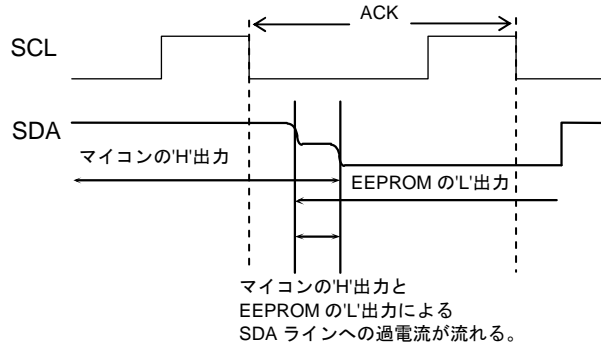 ACK
SCL
SDA
マイコンの'H'出力
EEPROM の'L'出力
マイコンの'H'出力と
EEPROM の'L'出力による
SDA ラインへの過電流が流れる。